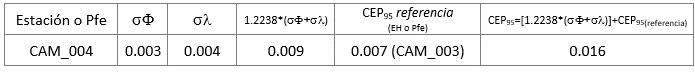 Estación o Pfe σΦ σλ 1.2238*(σΦ+σλ) CEP95 referencia (EH o Pfe) CEP95=[1.2238*(σΦ+σλ)]+CEP95(referencia)
CAM_004 0.003 0.004 0.009 0.007 (CAM_003) 0.016